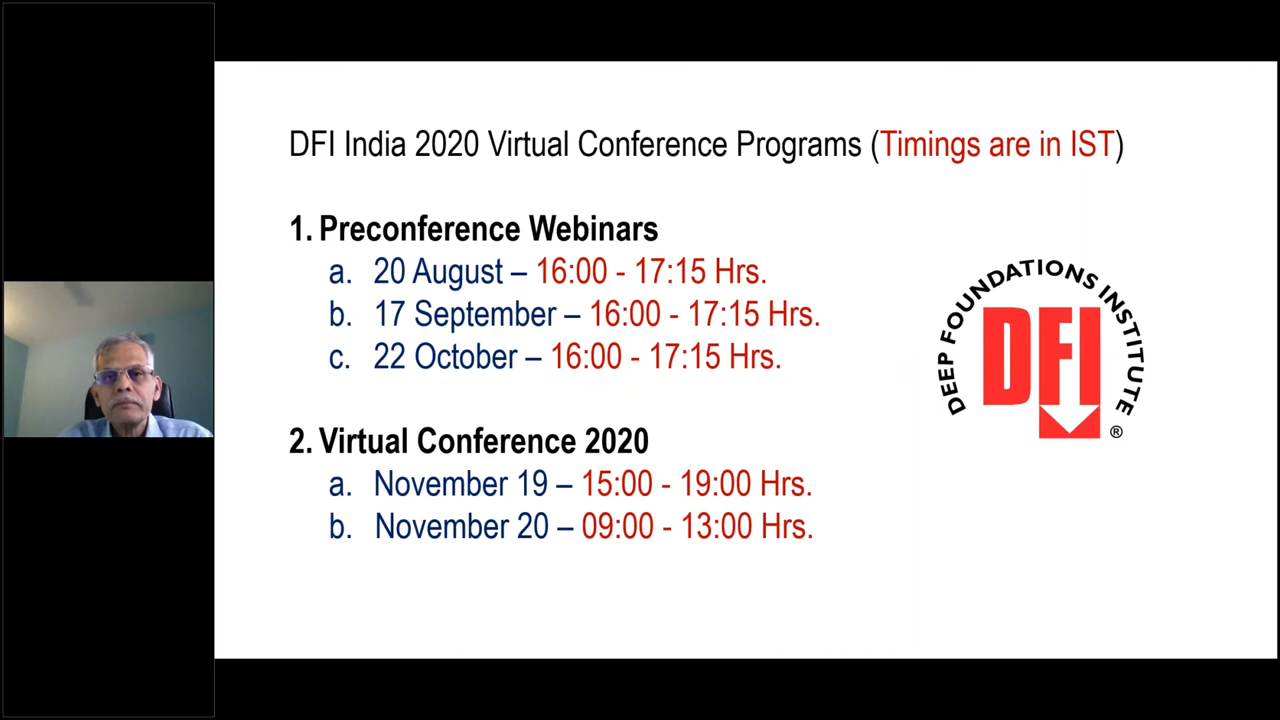 DFI India 2020 Virtual Conference Programs (Timings are in IST)
1. Preconference Webinars
a. 20 August – 16:00 - 17:15 Hrs.
b. 17 September – 16:00 - 17:15 Hrs.
c. 22 October – 16:00 - 17:15 Hrs.
2. Virtual Conference 2020
a. November 19 – 15:00 - 19:00 Hrs.
b. November 20 – 09:00 - 13:00 Hrs.
DEEP FOUNDATIONS INSTITUTE
DFI
®